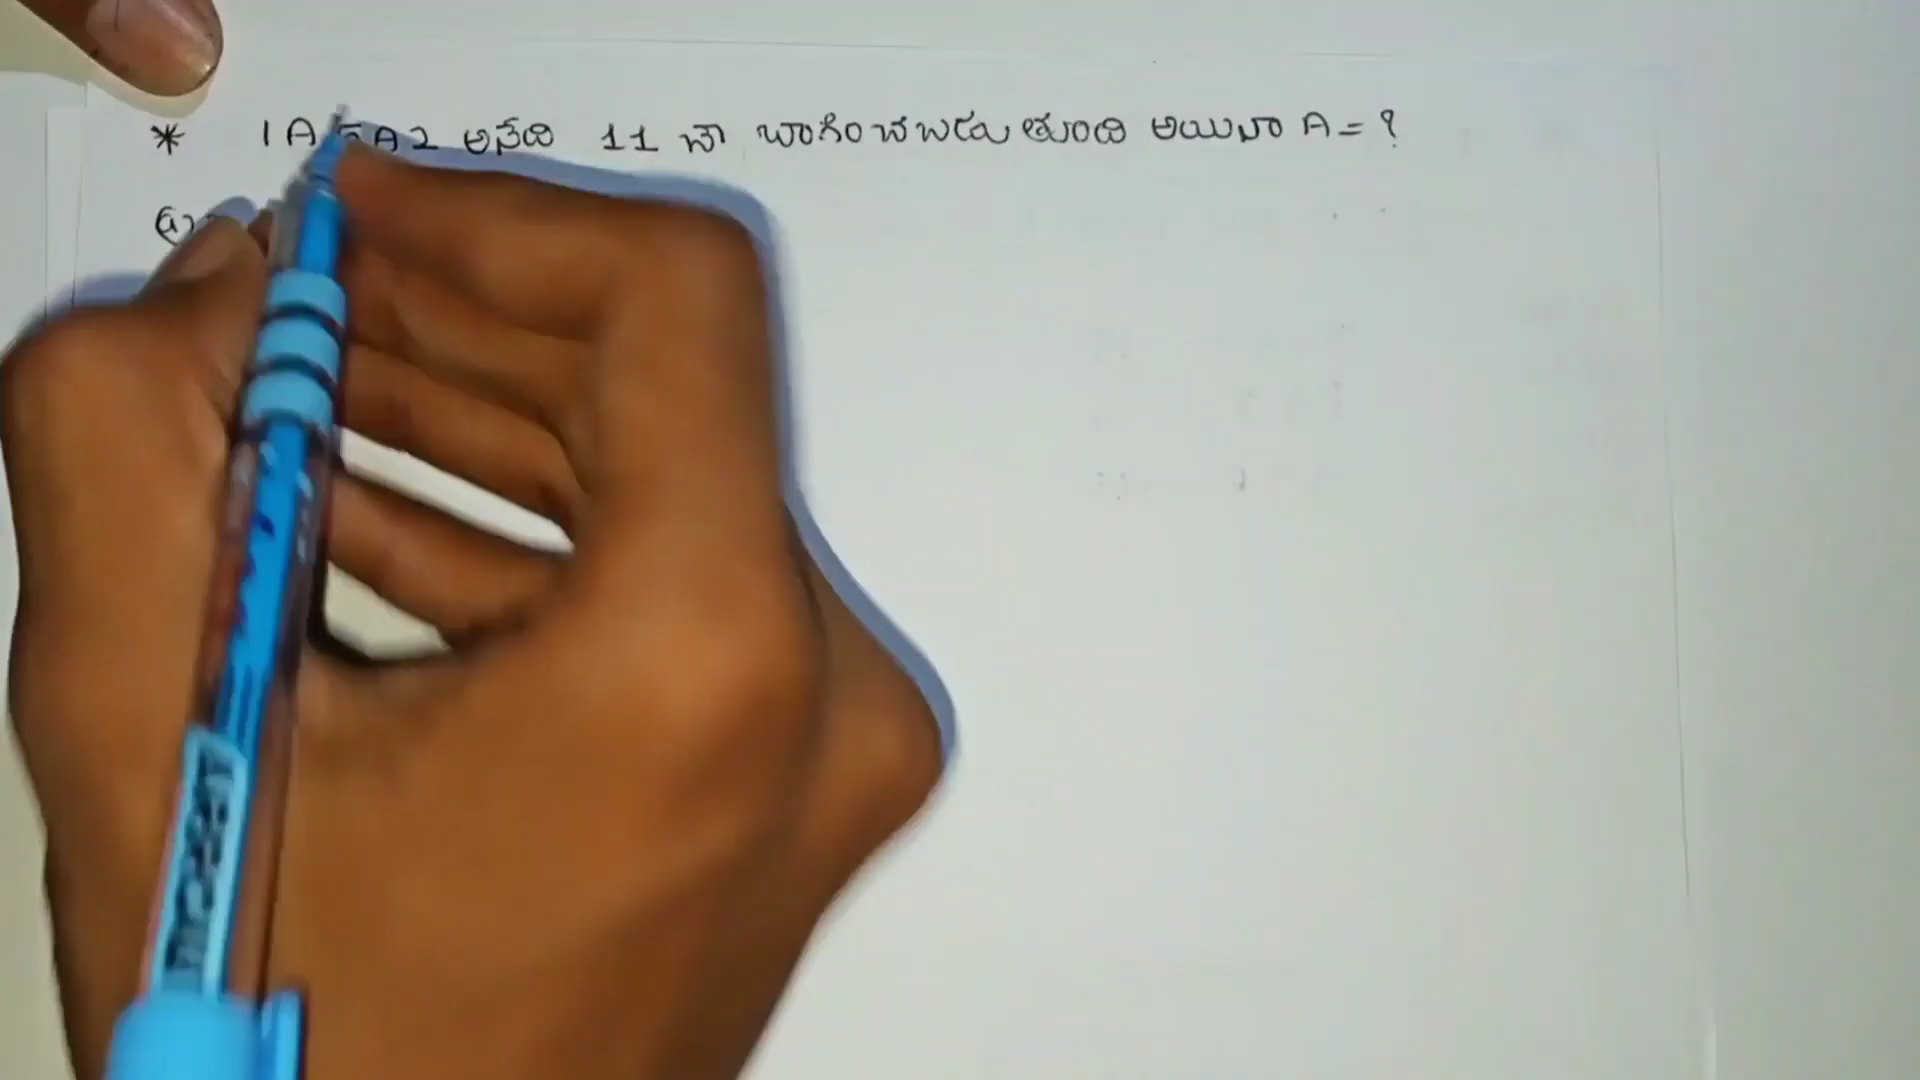 * 1A5A2 అనేది 11 చే భాగించబడుతుంది అయినా A = ?